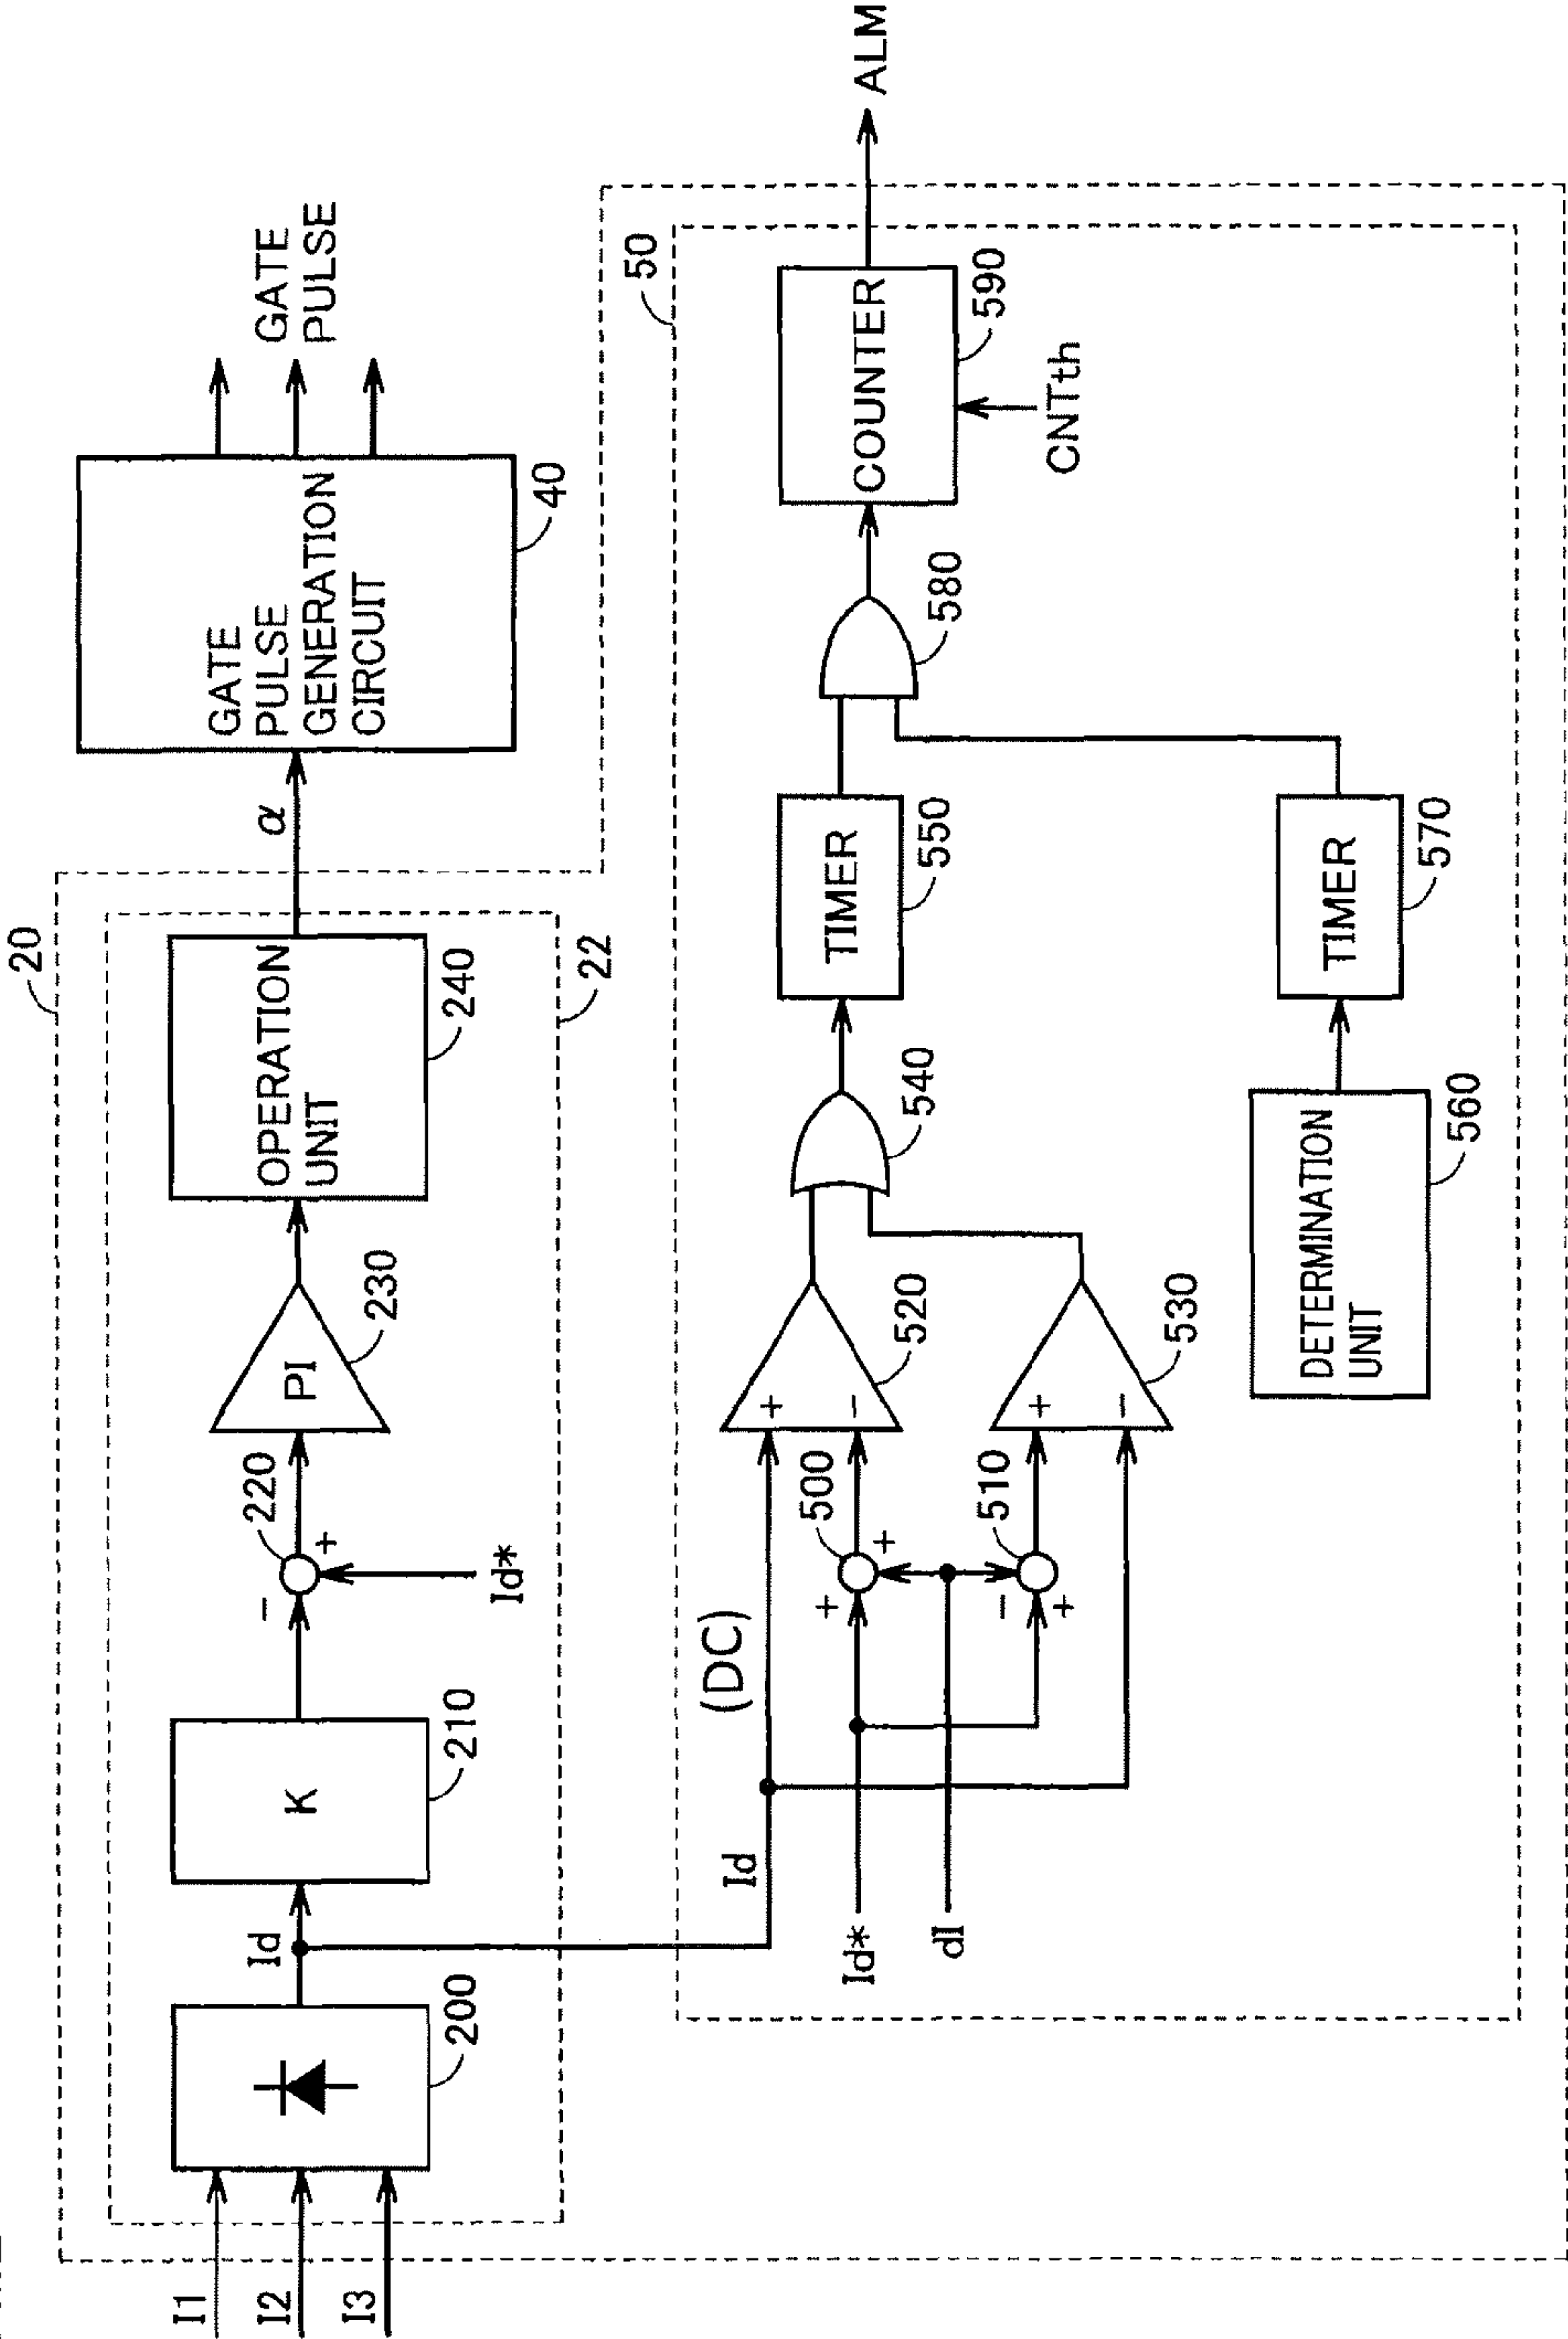 20
I1
I2
I3
200
Id
K
210
-
+
220
Id*
PI
230
OPERATION
UNIT
240
22
α
GATE
PULSE
GENERATION
CIRCUIT
40
GATE
PULSE
50
Id
(DC)
Id*
dI
+
+
500
-
+
510
+
-
520
+
-
530
540
TIMER
550
DETERMINATION
UNIT
560
TIMER
570
580
COUNTER
590
CNTth
ALM